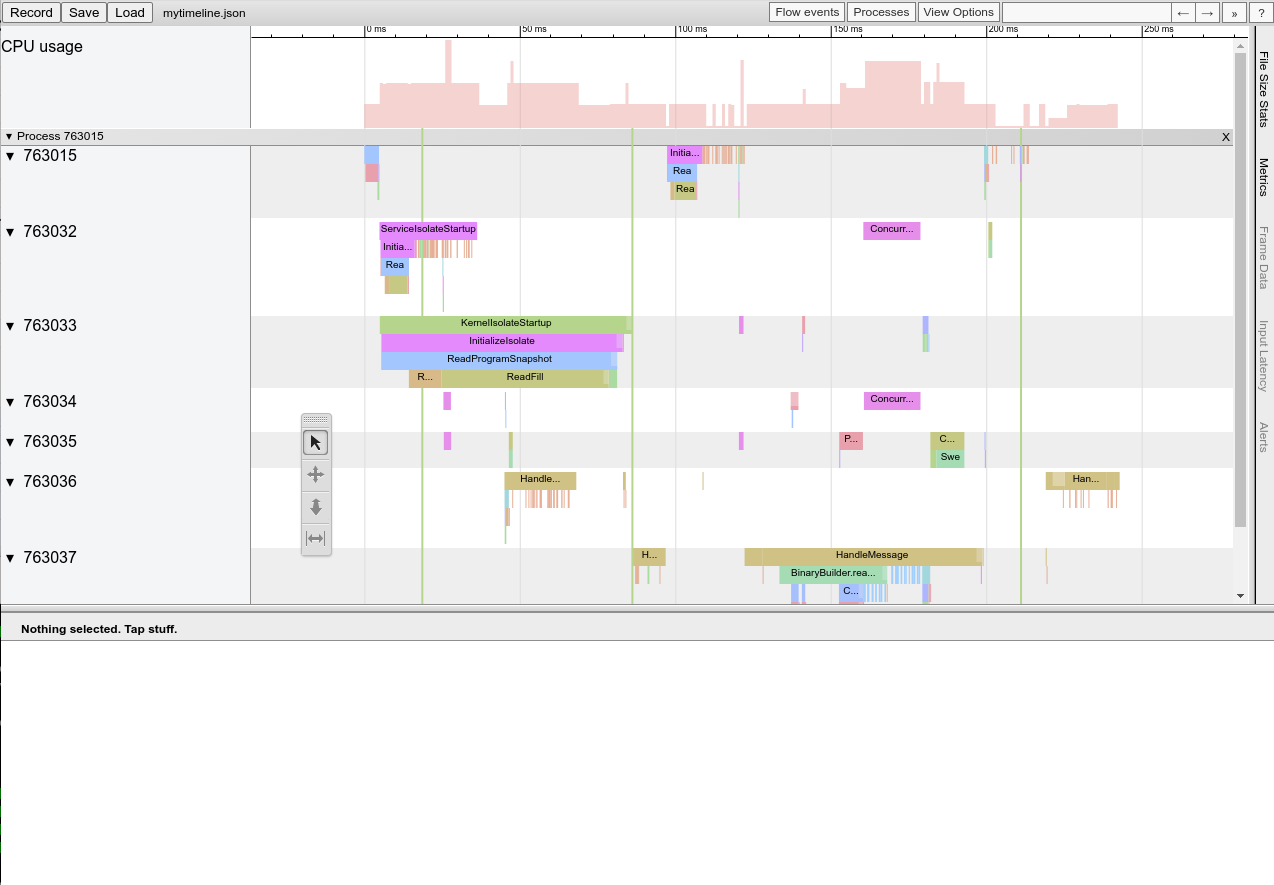 Record Save Load mytimeline.json Flow events Processes View Options ← → » ?
0 ms 50 ms 100 ms 150 ms 200 ms 250 ms
CPU usage
▼ Process 763015 X
▼ 763015
Initia...
Rea
Rea
▼ 763032
ServiceIsolateStartup Concurr...
Initia...
Rea
▼ 763033
KernelIsolateStartup
InitializeIsolate
ReadProgramSnapshot
R... ReadFill
▼ 763034
Concurr...
▼ 763035
P... C...
Swe
▼ 763036
Handle... Han...
▼ 763037
H... HandleMessage
BinaryBuilder.rea...
C...
File Size Stats
Metrics
Frame Data
Input Latency
Alerts
Nothing selected. Tap stuff.